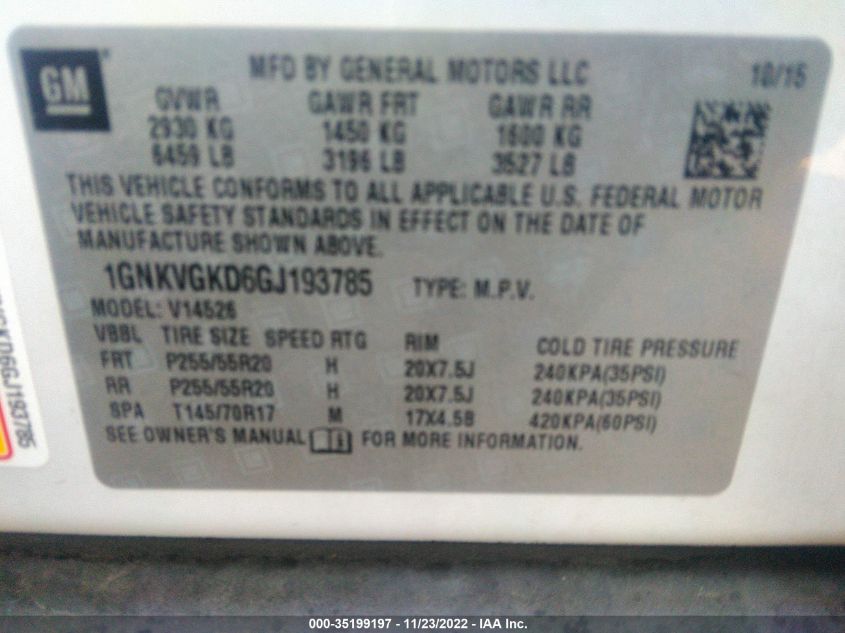 GM
MFD BY GENERAL MOTORS LLC 10/15
GVWR GAWR FRT GAWR RR
2930 KG 1450 KG 1600 KG
6459 LB 3196 LB 3527 LB
THIS VEHICLE CONFORMS TO ALL APPLICABLE U.S. FEDERAL MOTOR
VEHICLE SAFETY STANDARDS IN EFFECT ON THE DATE OF
MANUFACTURE SHOWN ABOVE.
1GNKVGKD6GJ193785 TYPE: M.P.V.
MODEL: V14526
VBBL TIRE SIZE SPEED RTG RIM COLD TIRE PRESSURE
FRT P255/55R20 H 20X7.5J 240KPA(35PSI)
RR P255/55R20 H 20X7.5J 240KPA(35PSI)
SPA T145/70R17 M 17X4.5B 420KPA(60PSI)
SEE OWNER'S MANUAL FOR MORE INFORMATION.
000-35199197 - 11/23/2022 - IAA Inc.